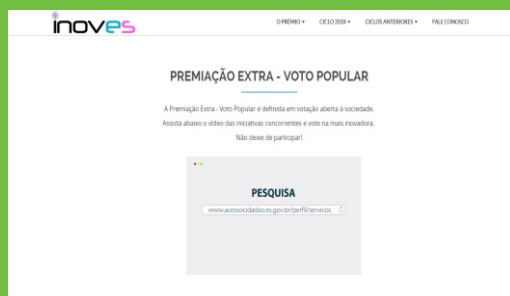 inoves
O PRÊMIO CICLO 2018 CICLOS ANTERIORES FALE CONOSCO
PREMIAÇÃO EXTRA - VOTO POPULAR
A Premiação Extra - Voto Popular é definida em votação aberta à sociedade.
Assista abaixo o vídeo das iniciativas concorrentes e vote na mais inovadora.
Não deixe de participar!
PESQUISA
www.acessocidadao.es.gov.br/perfil/servicos